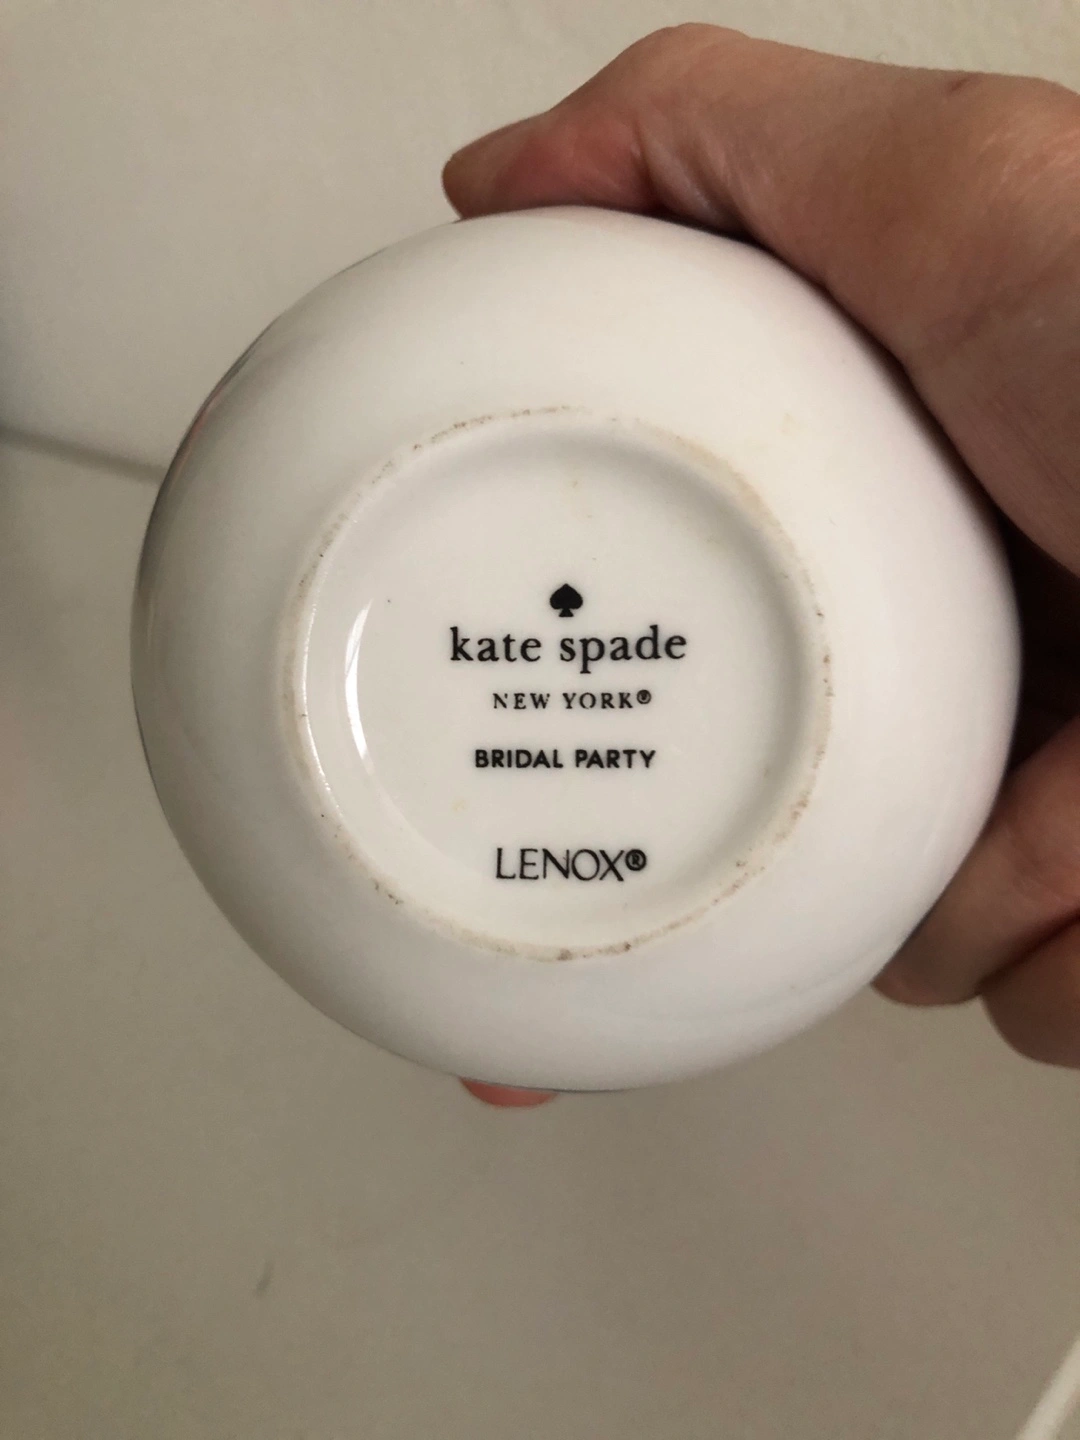 kate spade
NEW YORK®
BRIDAL PARTY
LENOX®